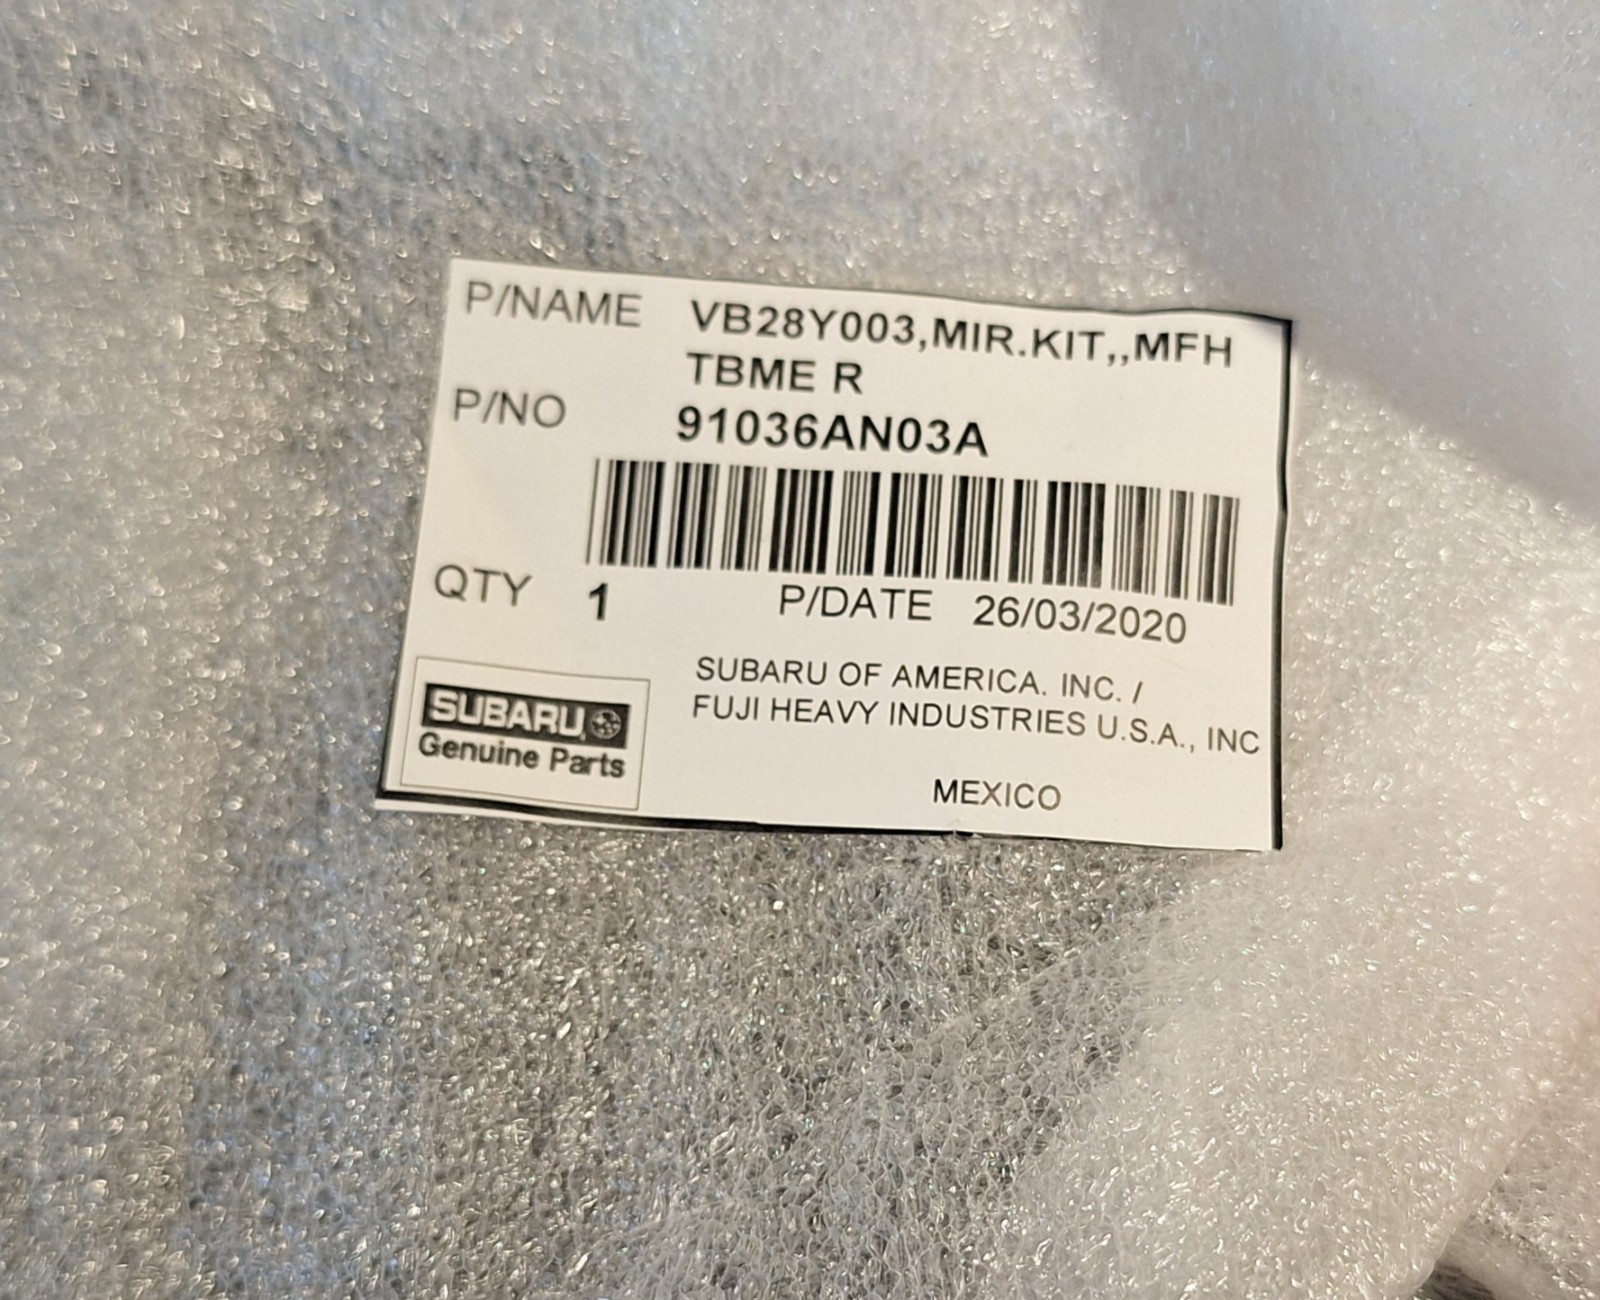 P/NAME VB28Y003,MIR.KIT,,MFH
TBME R
P/NO 91036AN03A
QTY 1 P/DATE 26/03/2020
SUBARU OF AMERICA. INC. /
FUJI HEAVY INDUSTRIES U.S.A., INC
SUBARU
Genuine Parts
MEXICO